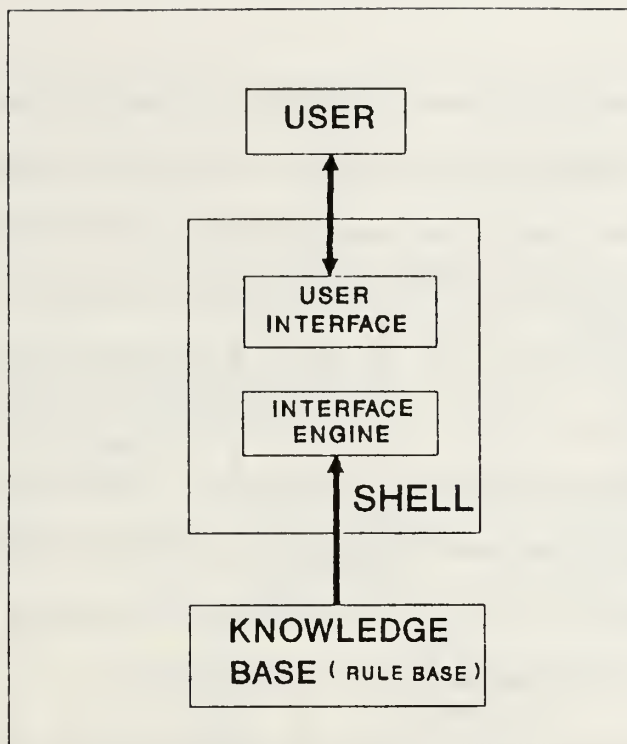 USER
USER
INTERFACE
INTERFACE
ENGINE
SHELL
KNOWLEDGE
BASE ( RULE BASE )